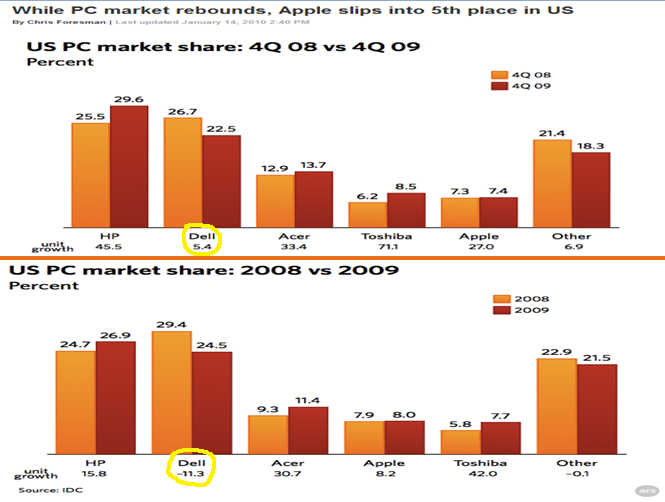 While PC market rebounds, Apple slips into 5th place in US
By Chris Foresman | Last updated January 14, 2010 2:40 PM
US PC market share: 4Q 08 vs 4Q 09
Percent
4Q 08
4Q 09
25.5 29.6 26.7 22.5 12.9 13.7 6.2 8.5 7.3 7.4 21.4 18.3
HP Dell Acer Toshiba Apple Other
unit growth 45.5 5.4 33.4 71.1 27.0 6.9
US PC market share: 2008 vs 2009
Percent
2008
2009
24.7 26.9 29.4 24.5 9.3 11.4 7.9 8.0 5.8 7.7 22.9 21.5
HP Dell Acer Apple Toshiba Other
unit growth 15.8 -11.3 30.7 8.2 42.0 -0.1
Source: IDC
ars